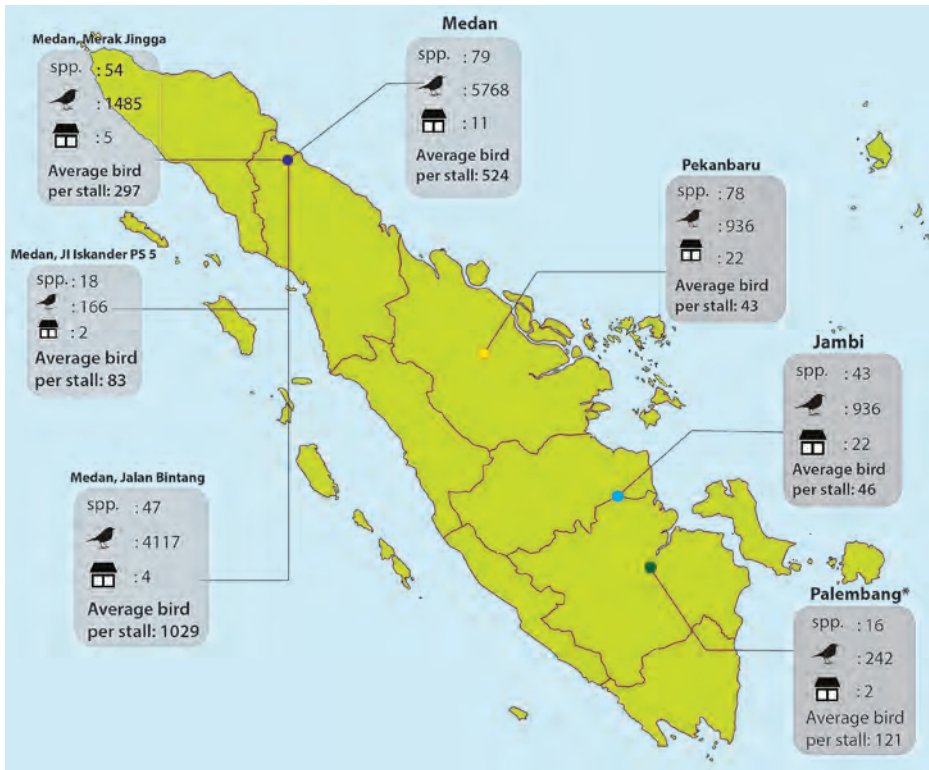 Medan, Merak Jingga
spp. : 54
: 1485
: 5
Average bird
per stall: 297
Medan
spp. : 79
: 5768
: 11
Average bird
per stall: 524
Pekanbaru
spp. : 78
: 936
: 22
Average bird
per stall: 43
Medan, JI Iskander PS 5
spp. : 18
: 166
: 2
Average bird
per stall: 83
Jambi
spp. : 43
: 936
: 22
Average bird
per stall: 46
Medan, Jalan Bintang
spp. : 47
: 4117
: 4
Average bird
per stall: 1029
Palembang*
spp. : 16
: 242
: 2
Average bird
per stall: 121